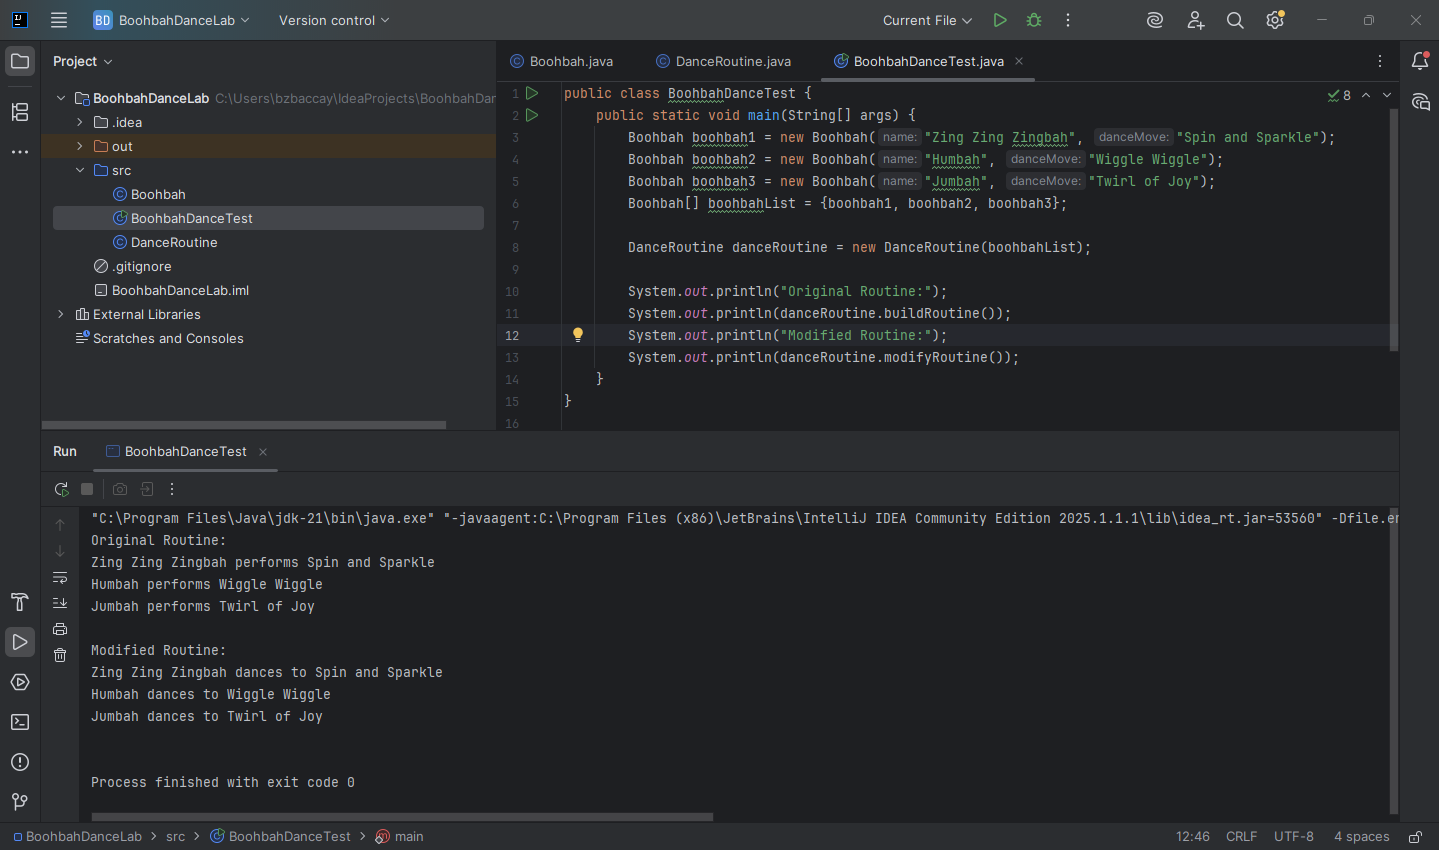 BD BoohbahDanceLab Version control Current File
Project
BoohbahDanceLab C:\Users\bzbaccay\IdeaProjects\BoohbahDan
.idea
out
src
Boohbah
BoohbahDanceTest
DanceRoutine
.gitignore
BoohbahDanceLab.iml
External Libraries
Scratches and Consoles
Boohbah.java DanceRoutine.java BoohbahDanceTest.java
8
1 public class BoohbahDanceTest {
2 public static void main(String[] args) {
3 Boohbah boohbah1 = new Boohbah( name: "Zing Zing Zingbah", danceMove: "Spin and Sparkle");
4 Boohbah boohbah2 = new Boohbah( name: "Humbah", danceMove: "Wiggle Wiggle");
5 Boohbah boohbah3 = new Boohbah( name: "Jumbah", danceMove: "Twirl of Joy");
6 Boohbah[] boohbahList = {boohbah1, boohbah2, boohbah3};
7
8 DanceRoutine danceRoutine = new DanceRoutine(boohbahList);
9
10 System.out.println("Original Routine:");
11 System.out.println(danceRoutine.buildRoutine());
12 System.out.println("Modified Routine:");
13 System.out.println(danceRoutine.modifyRoutine());
14 }
15 }
16
Run BoohbahDanceTest
"C:\Program Files\Java\jdk-21\bin\java.exe" "-javaagent:C:\Program Files (x86)\JetBrains\IntelliJ IDEA Community Edition 2025.1.1.1\lib\idea_rt.jar=53560" -Dfile.en
Original Routine:
Zing Zing Zingbah performs Spin and Sparkle
Humbah performs Wiggle Wiggle
Jumbah performs Twirl of Joy
Modified Routine:
Zing Zing Zingbah dances to Spin and Sparkle
Humbah dances to Wiggle Wiggle
Jumbah dances to Twirl of Joy
Process finished with exit code 0
BoohbahDanceLab src BoohbahDanceTest main 12:46 CRLF UTF-8 4 spaces